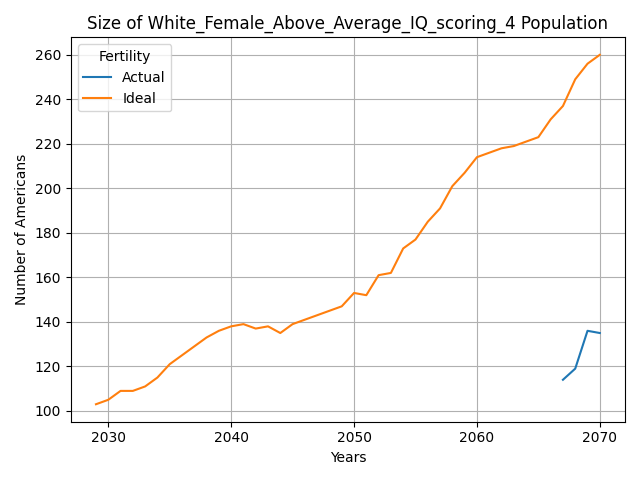 Size of White_Female_Above_Average_IQ_scoring_4 Population
Fertility
Actual
Ideal
Number of Americans
260
240
220
200
180
160
140
120
100
2030 2040 2050 2060 2070
Years